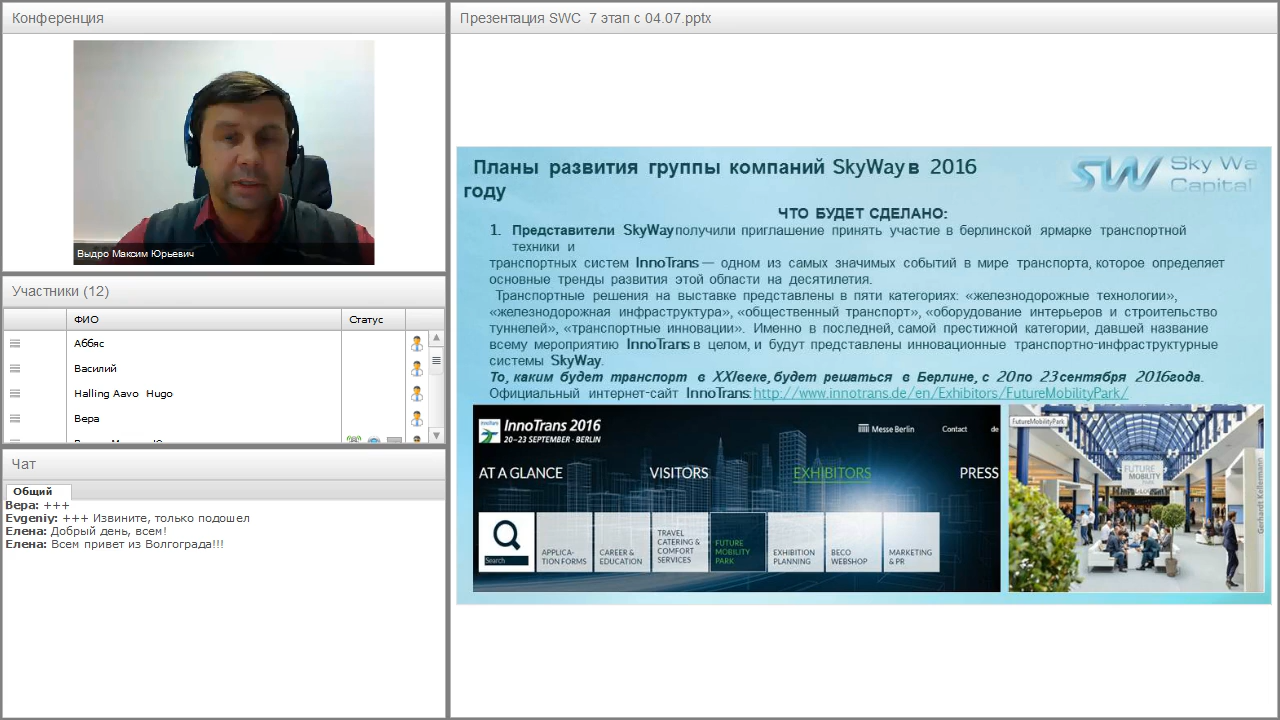 Конференция
Выдро Максим Юрьевич
Участники (12)
ФИО
Статус
Аббяс
Василий
Halling Aavo Hugo
Вера
Чат
Общий
Вера: +++
Evgeniy: +++ Извините, только подошел
Елена: Добрый день, всем!
Елена: Всем привет из Волгограда!!!
Презентация SWC 7 этап с 04.07.pptx
Планы развития группы компаний SkyWay в 2016
году
SW Sky Wa
Capital
ЧТО БУДЕТ СДЕЛАНО:
1. Представители SkyWay получили приглашение принять участие в берлинской ярмарке транспортной
техники и
транспортных систем InnoTrans — одном из самых значимых событий в мире транспорта, которое определяет
основные тренды развития этой области на десятилетия.
Транспортные решения на выставке представлены в пяти категориях: «железнодорожные технологии»,
«железнодорожная инфраструктура», «общественный транспорт», «оборудование интерьеров и строительство
туннелей», «транспортные инновации». Именно в последней, самой престижной категории, давшей название
всему мероприятию InnoTrans в целом, и будут представлены инновационные транспортно-инфраструктурные
системы SkyWay.
То, каким будет транспорт в XXI веке, будет решаться в Берлине, с 20 по 23 сентября 2016 года.
Официальный интернет-сайт InnoTrans: http://www.innotrans.de/en/Exhibitors/FutureMobilityPark/
InnoTrans 2016
20–23 SEPTEMBER · BERLIN
Messe Berlin
Contact
de
AT A GLANCE
VISITORS
EXHIBITORS
PRESS
Search
APPLICA-
TION FORMS
CAREER &
EDUCATION
TRAVEL
CATERING &
COMFORT
SERVICES
FUTURE
MOBILITY
PARK
EXHIBITION
PLANNING
BECO
WEBSHOP
MARKETING
& PR
FutureMobilityPark
FUTURE
MOBILITY
Gerhardt Kellermann